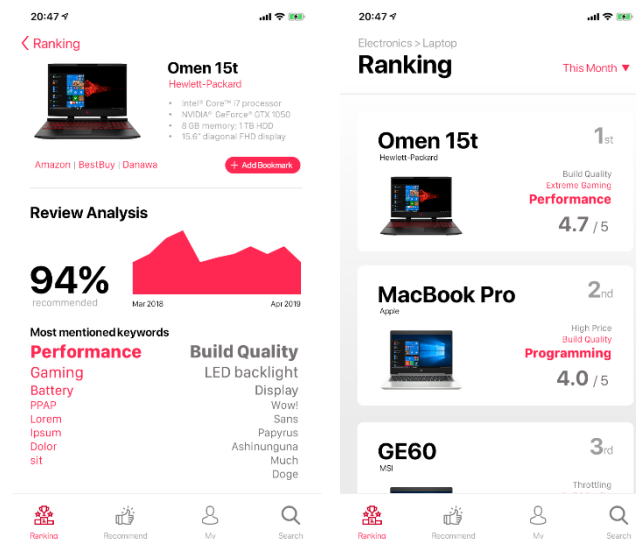 20:47
Ranking
Omen 15t
Hewlett-Packard
Intel® Core™ i7 processor
NVIDIA® GeForce® GTX 1050
8 GB memory; 1 TB HDD
15.6" diagonal FHD display
Amazon | BestBuy | Danawa
+ Add Bookmark
Review Analysis
94%
recommended
Mar 2018
Apr 2019
Most mentioned keywords
Performance
Gaming
Battery
PPAP
Lorem
Ipsum
Dolor
sit
Build Quality
LED backlight
Display
Wow!
Sans
Papyrus
Ashinunguna
Much
Doge
Ranking
Recommend
My
Search
20:47
Electronics > Laptop
Ranking
This Month ▼
Omen 15t
Hewlett-Packard
1st
Build Quality
Extreme Gaming
Performance
4.7 / 5
MacBook Pro
Apple
2nd
High Price
Build Quality
Programming
4.0 / 5
GE60
MSI
3rd
Throttling
Ranking
Recommend
My
Search